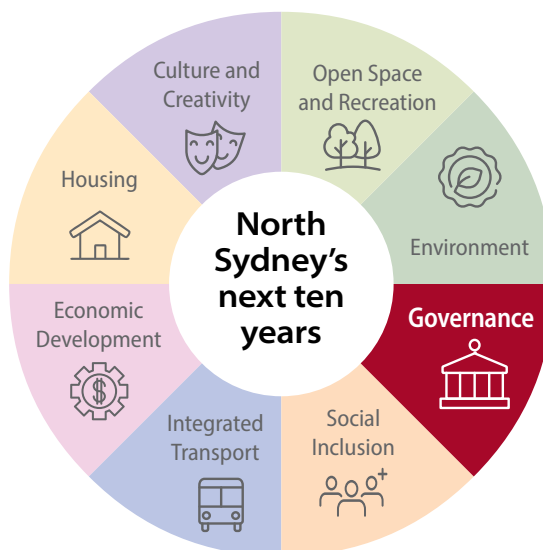 Culture and
Creativity
Open Space
and Recreation
Housing
Environment
North
Sydney’s
next ten
years
Economic
Development
Governance
Integrated
Transport
Social
Inclusion
$